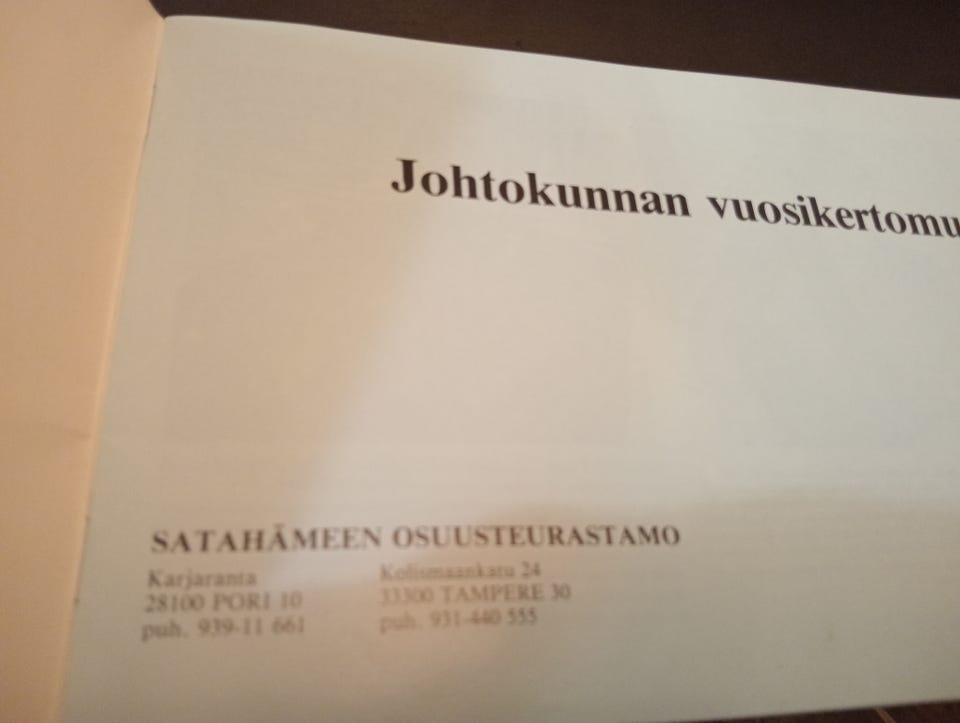 Johtokunnan vuosikertomu
SATAHÄMEEN OSUUSTEURASTAMO
Karjaranta
28100 PORI 10
puh. 939-11 661
Kolismaankatu 24
33300 TAMPERE 30
puh. 931-440 555